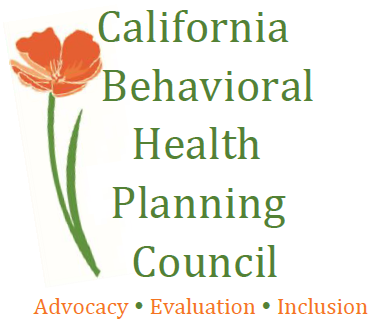 California
Behavioral
Health
Planning
Council
Advocacy • Evaluation • Inclusion